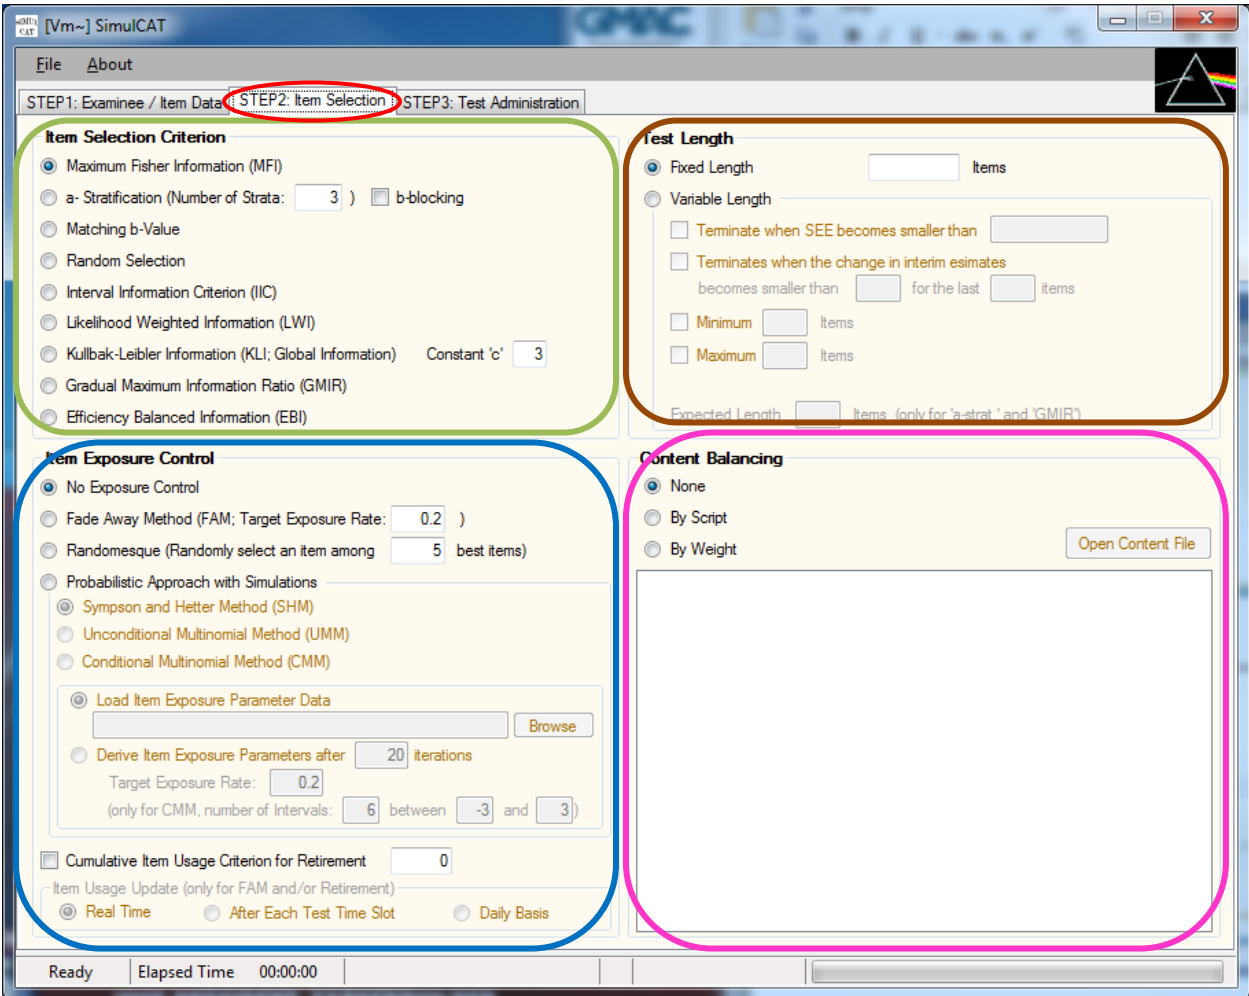 SIMUL CAT [Vm~] SimulCAT
GMAC
File About
STEP1: Examinee / Item Data STEP2: Item Selection STEP3: Test Administration
Item Selection Criterion
Maximum Fisher Information (MFI)
a- Stratification (Number of Strata: 3 ) b-blocking
Matching b-Value
Random Selection
Interval Information Criterion (IIC)
Likelihood Weighted Information (LWI)
Kullbak-Leibler Information (KLI; Global Information) Constant 'c' 3
Gradual Maximum Information Ratio (GMIR)
Efficiency Balanced Information (EBI)
Test Length
Fixed Length Items
Variable Length
Terminate when SEE becomes smaller than
Terminates when the change in interim esimates
becomes smaller than for the last items
Minimum Items
Maximum Items
Expected Length Items (only for 'a-strat.' and 'GMIR')
Item Exposure Control
No Exposure Control
Fade Away Method (FAM; Target Exposure Rate: 0.2 )
Randomesque (Randomly select an item among 5 best items)
Probabilistic Approach with Simulations
Sympson and Hetter Method (SHM)
Unconditional Multinomial Method (UMM)
Conditional Multinomial Method (CMM)
Load Item Exposure Parameter Data
Browse
Derive Item Exposure Parameters after 20 iterations
Target Exposure Rate: 0.2
(only for CMM, number of Intervals: 6 between -3 and 3 )
Cumulative Item Usage Criterion for Retirement 0
Item Usage Update (only for FAM and/or Retirement)
Real Time After Each Test Time Slot Daily Basis
Content Balancing
None
By Script
By Weight Open Content File
Ready Elapsed Time 00:00:00